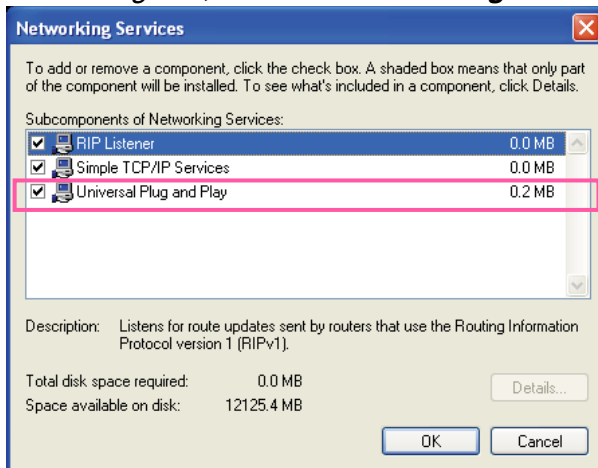 Networking Services
To add or remove a component, click the check box. A shaded box means that only part
of the component will be installed. To see what's included in a component, click Details.
Subcomponents of Networking Services:
RIP Listener 0.0 MB
Simple TCP/IP Services 0.0 MB
Universal Plug and Play 0.2 MB
Description: Listens for route updates sent by routers that use the Routing Information
Protocol version 1 (RIPv1).
Total disk space required: 0.0 MB
Details...
Space available on disk: 12125.4 MB
OK Cancel